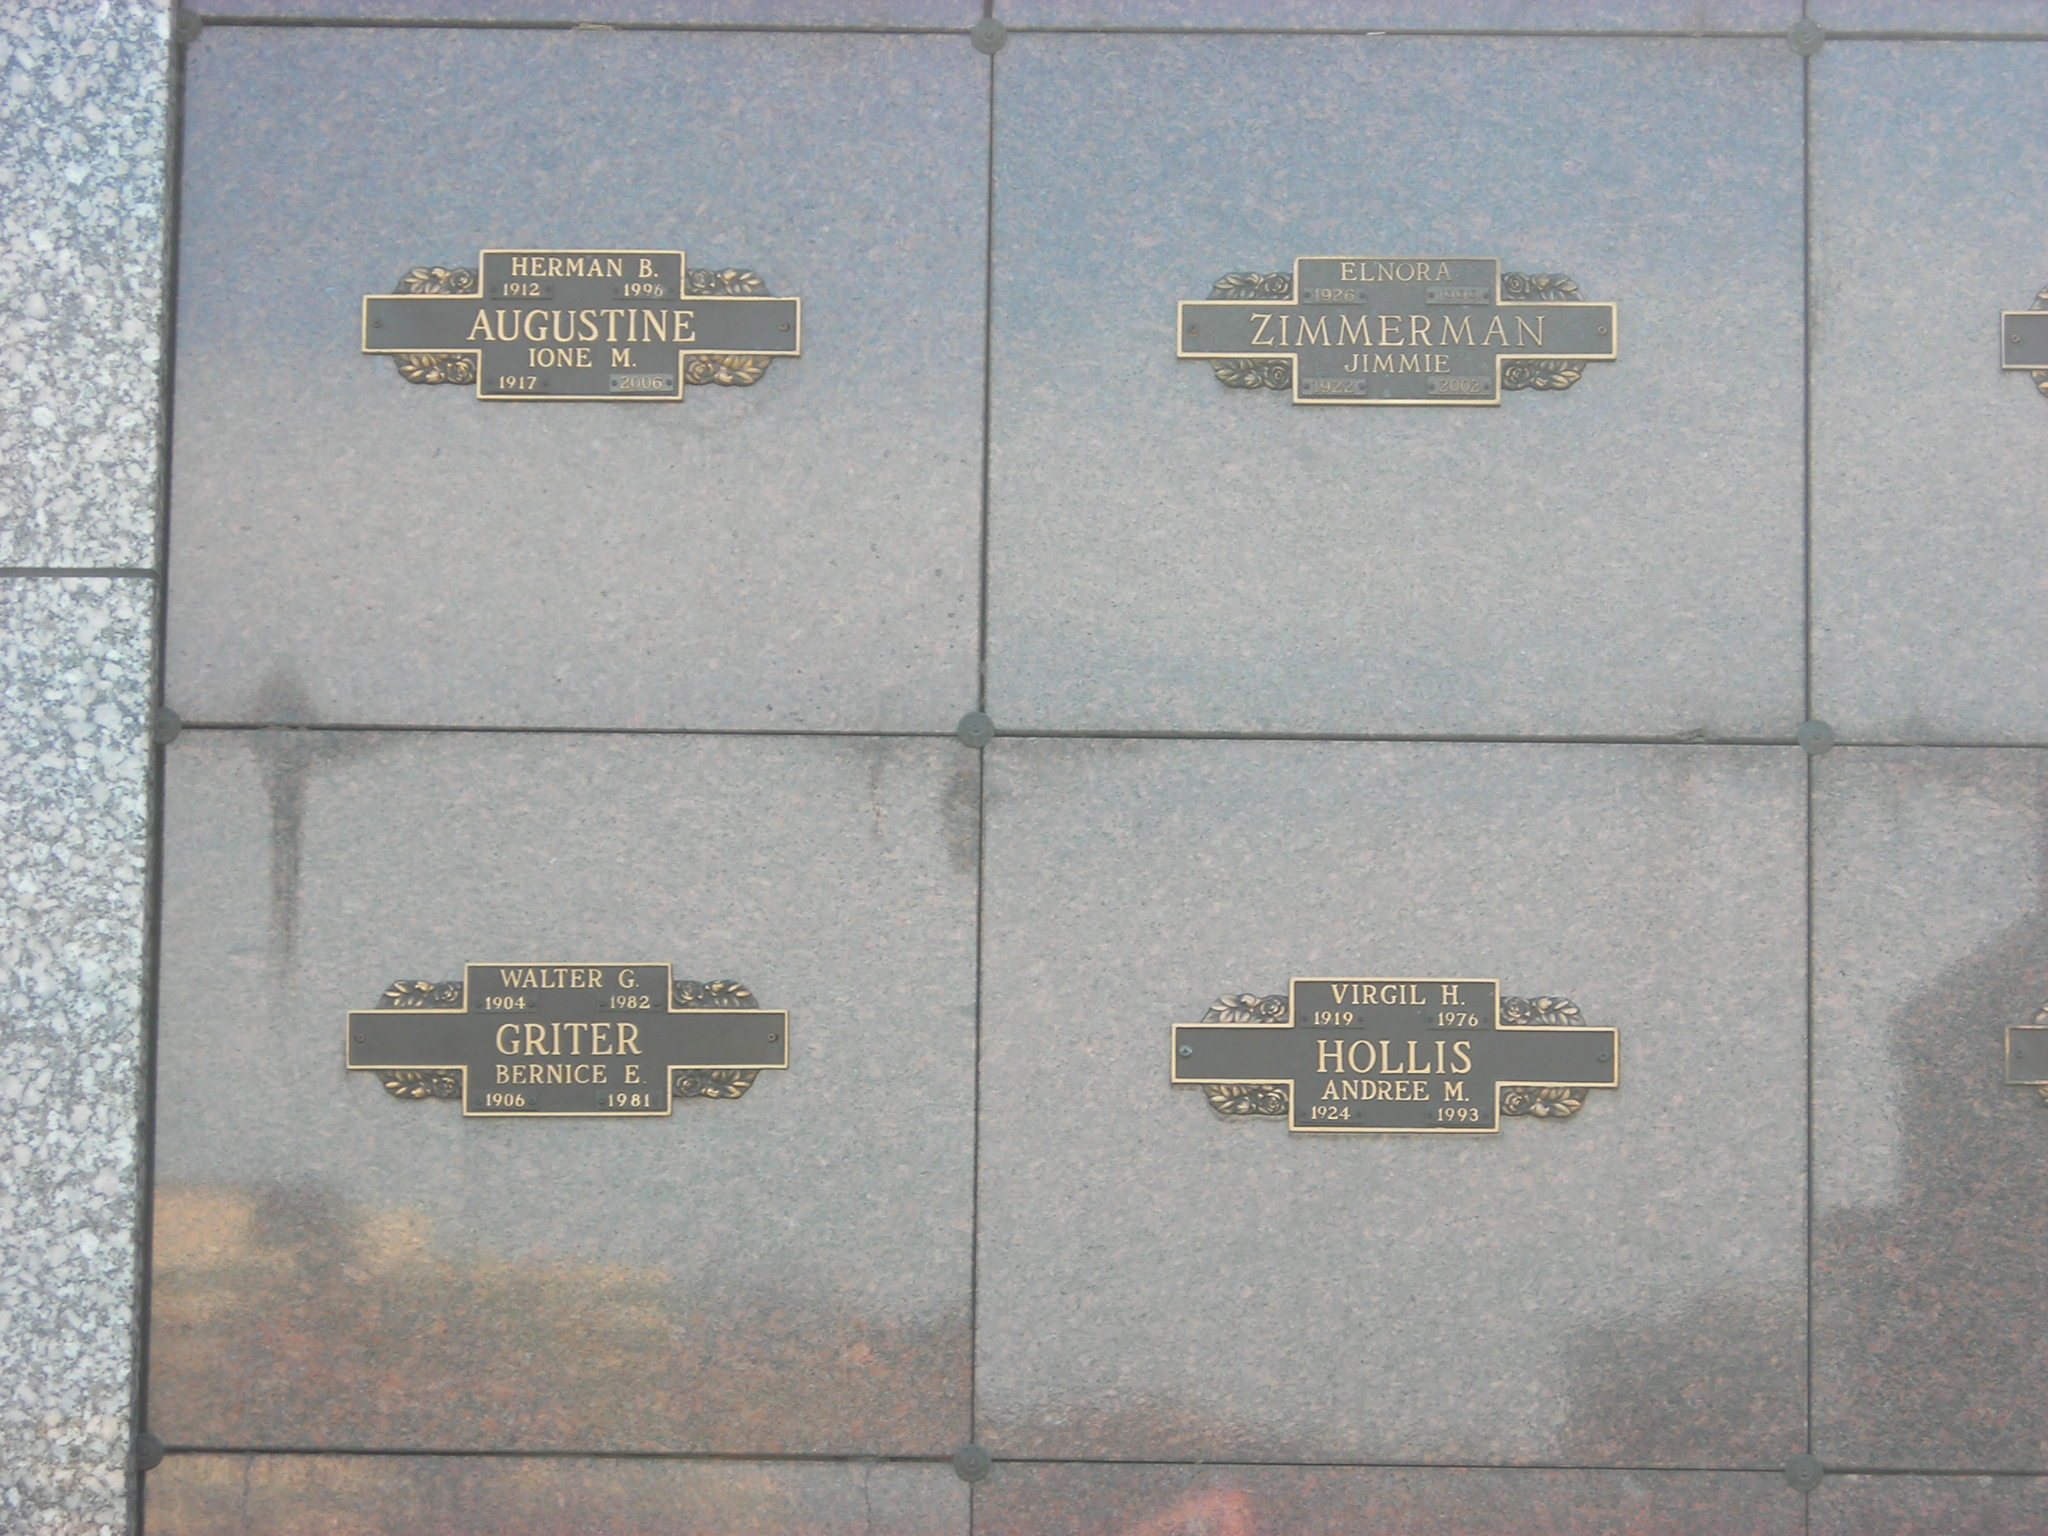 HERMAN B.
1912 1996
AUGUSTINE
IONE M.
1917 2006
ELNORA
1926 1999
ZIMMERMAN
JIMMIE
1922 2002
WALTER G.
1904 1982
GRITER
BERNICE E.
1906 1981
VIRGIL H.
1919 1976
HOLLIS
ANDREE M.
1924 1993